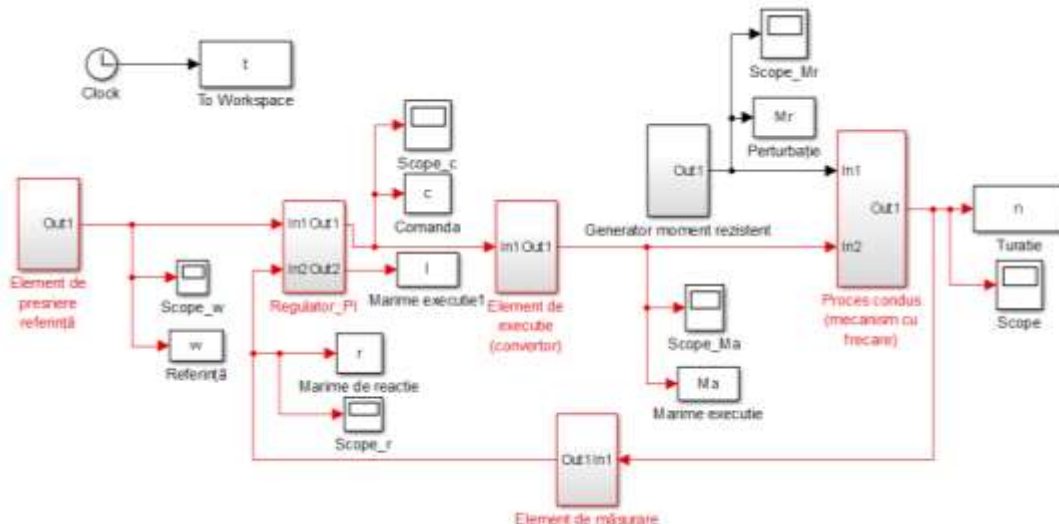 t
Clock
To Workspace
Scope_Mr
Mr
Perturbație
Scope_c
c
Comanda
Out1
Generator moment rezistent
In1
Out1
In2
Proces condus
(mecanism cu
frecare)
n
Turatie
Scope
Out1
Element de
presriere
referință
Scope_w
w
Referință
In1 Out1
In2 Out2
Regulator_PI
I
Marime executie1
In1 Out1
Element de
executie
(convertor)
Scope_Ma
Ma
Marime executie
r
Marime de reactie
Scope_r
Out1 In1
Element de măsurare